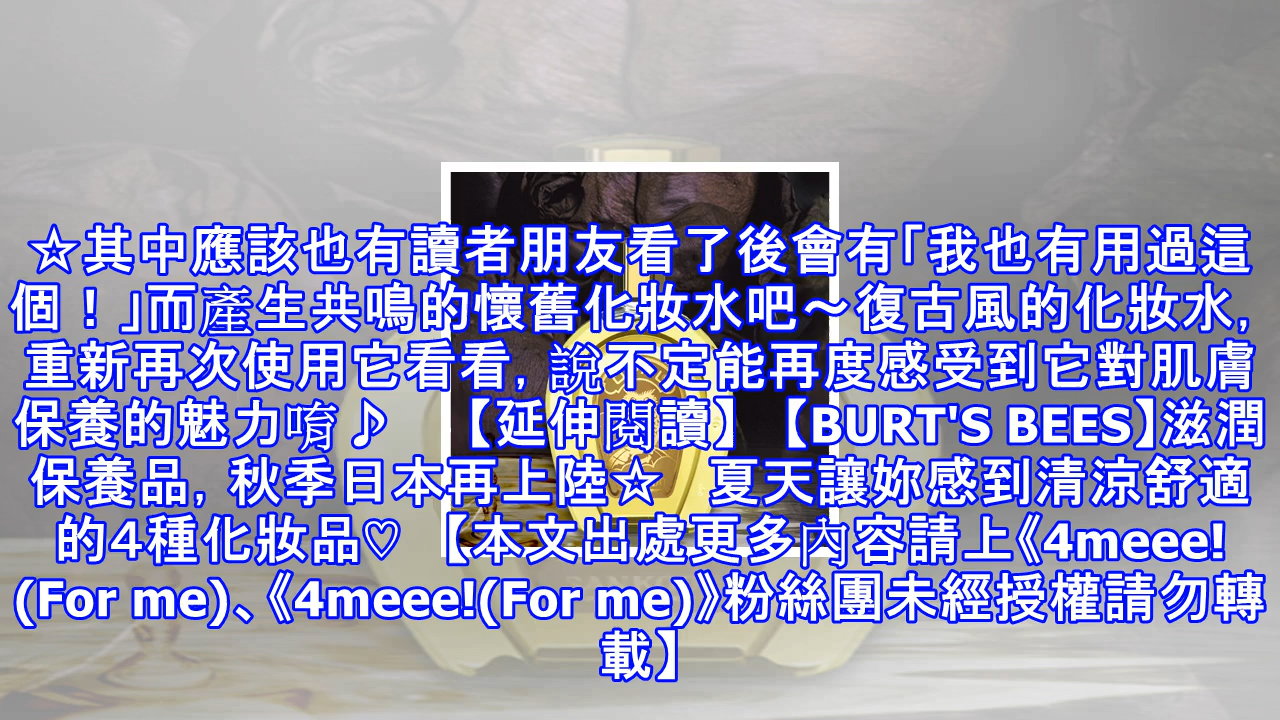 ☆其中應該也有讀者朋友看了後會有「我也有用過這
個！」而產生共鳴的懷舊化妝水吧～復古風的化妝水,
重新再次使用它看看, 說不定能再度感受到它對肌膚
保養的魅力唷♪ 【延伸閱讀】 【BURT'S BEES】滋潤
保養品, 秋季日本再上陸☆ 夏天讓妳感到清涼舒適
的4種化妝品♡ 【本文出處更多內容請上《4meee!
(For me)、《4meee!(For me)》粉絲團未經授權請勿轉
載】